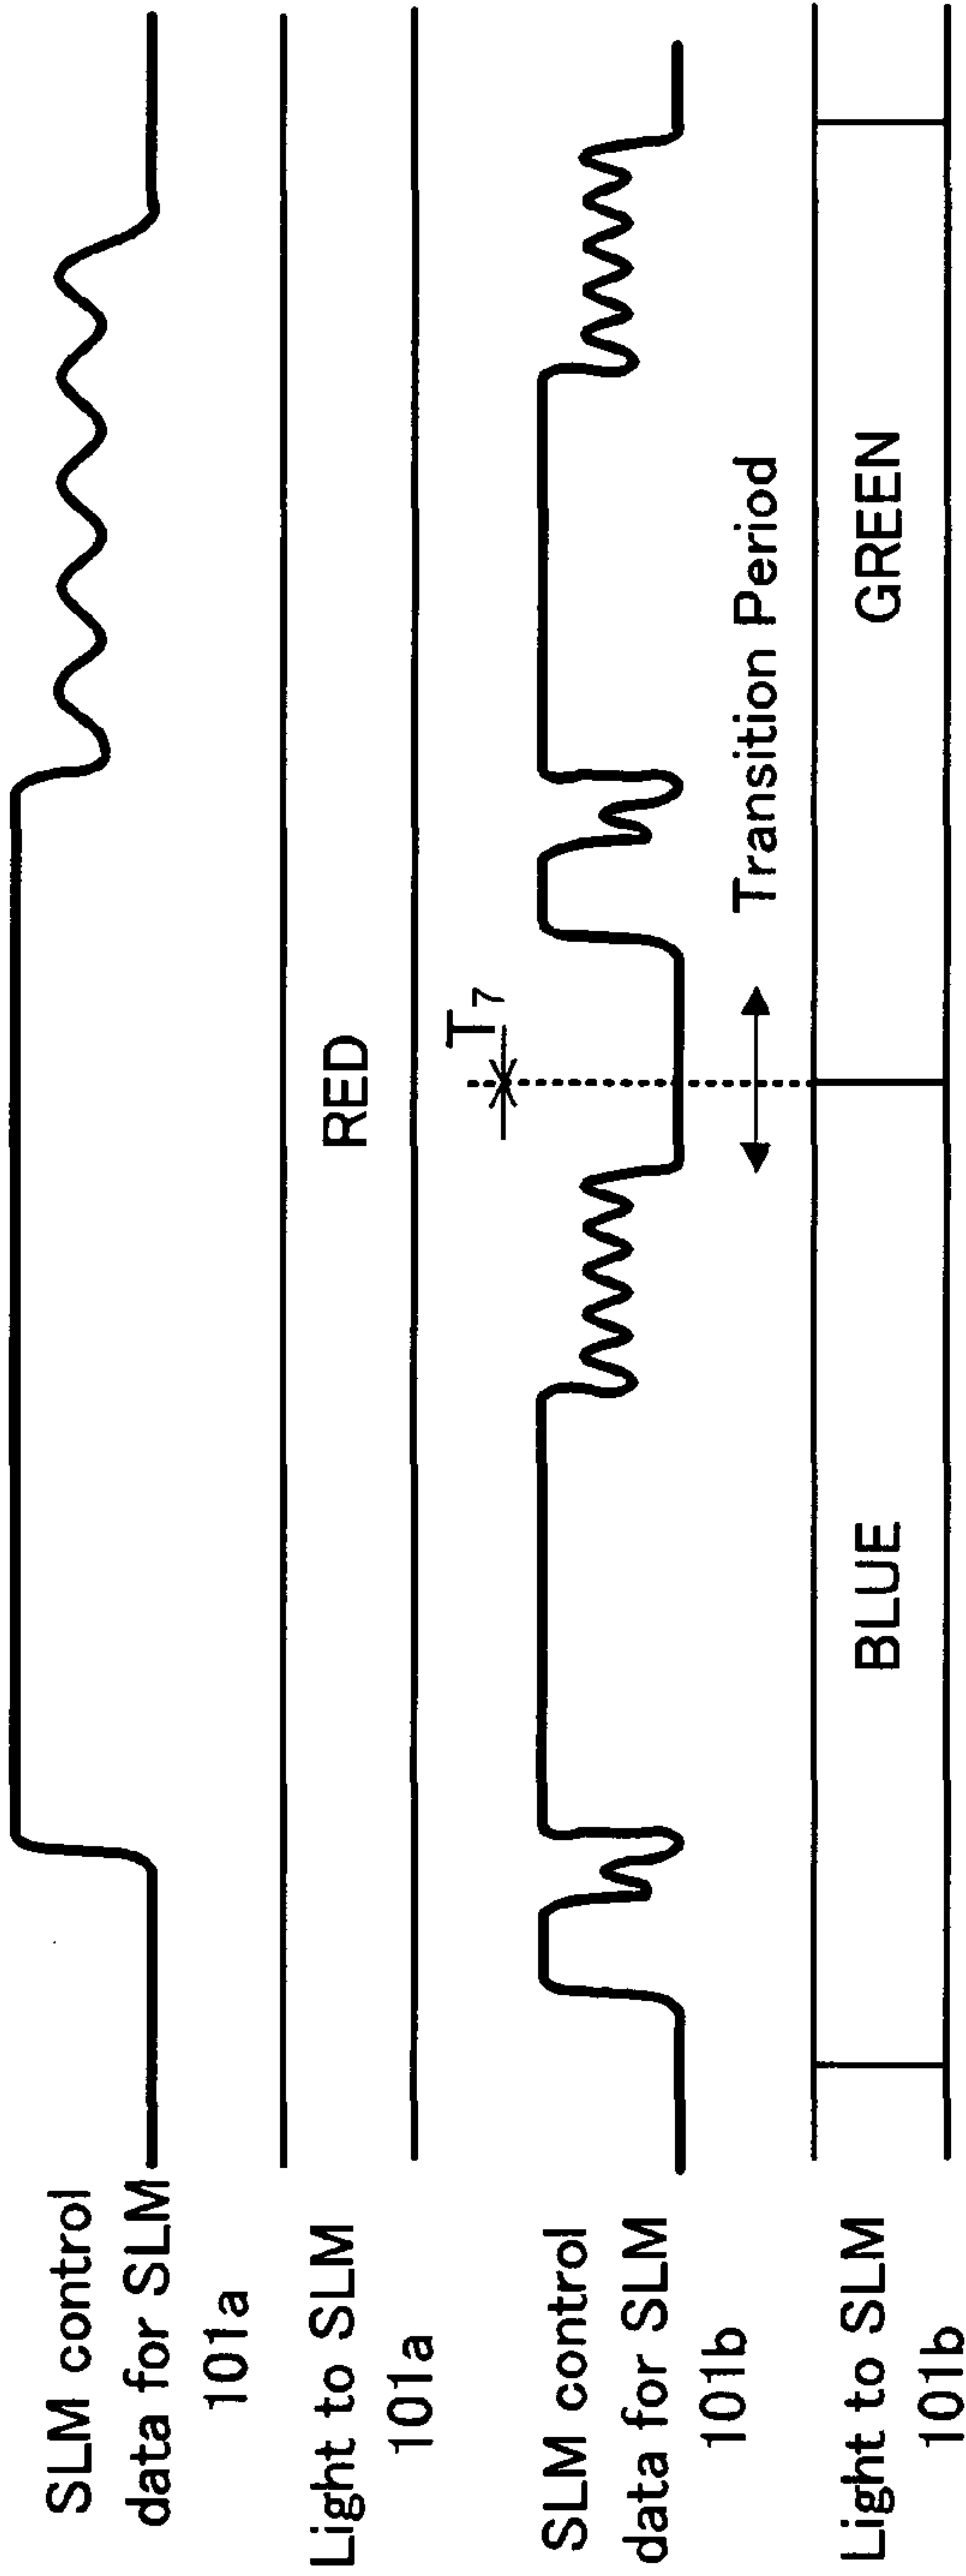 SLM control
data for SLM
101a
Light to SLM
101a
RED
SLM control
data for SLM
101b
T7
Transition Period
Light to SLM
101b
BLUE
GREEN